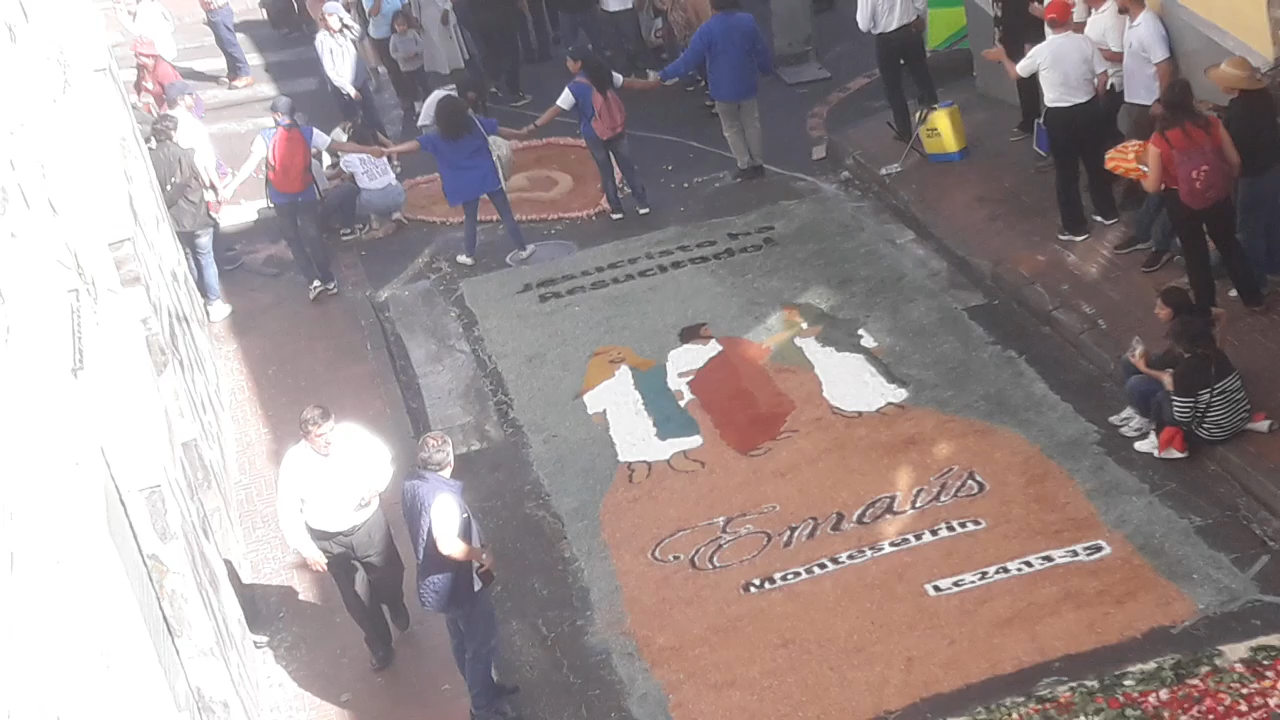 Jesucristo ha
Resucitado!
Emaús
Monteserrin
Lc.24,13-35